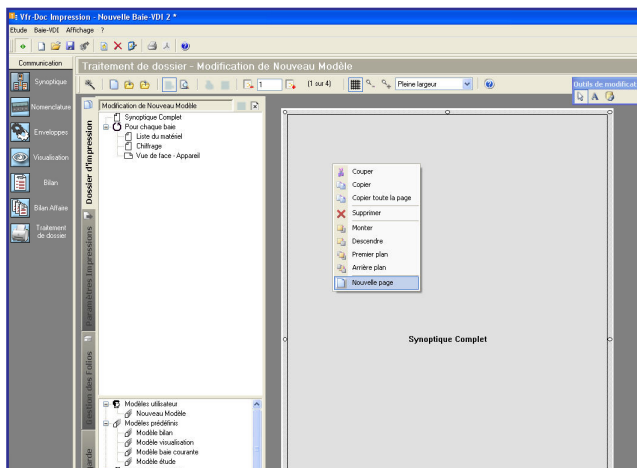 Vfr-Doc Impression - Nouvelle Baie-VDI 2 *
Etude Baie-VDI Affichage ?
Communication
Traitement de dossier - Modification de Nouveau Modèle
Synoptique
1
(1 sur 4)
Pleine largeur
Outils de modificat
Nomenclature
Modification de Nouveau Modèle
Synoptique Complet
Pour chaque baie
Liste du matériel
Chiffrage
Vue de face - Appareil
Enveloppes
Visualisation
Bilan
Bilan Affaire
Traitement
de dossier
Dossier d'impression
Paramètres Impressions
Gestion des Folios
garde
Couper
Copier
Copier toute la page
Supprimer
Monter
Descendre
Premier plan
Arrière plan
Nouvelle page
Synoptique Complet
Modèles utilisateur
Nouveau Modèle
Modèles prédéfinis
Modèle bilan
Modèle visualisation
Modèle baie courante
Modèle étude